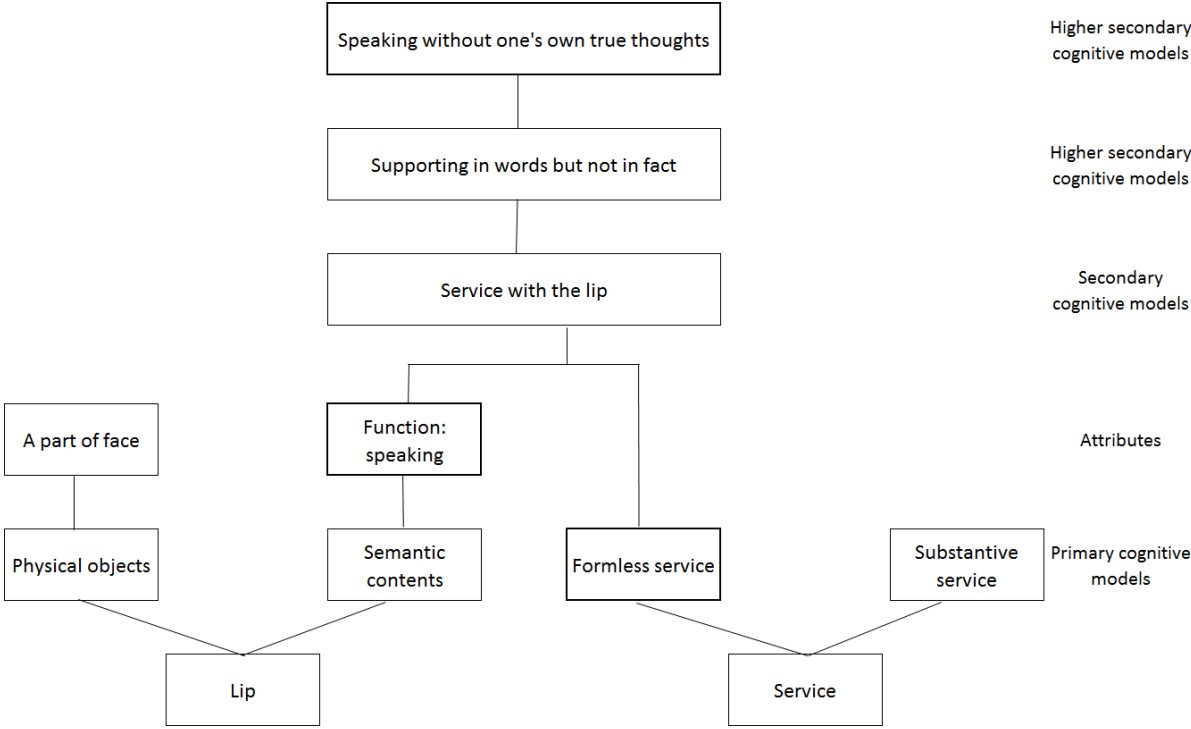 Speaking without one's own true thoughts
Higher secondary
cognitive models
Supporting in words but not in fact
Higher secondary
cognitive models
Service with the lip
Secondary
cognitive models
A part of face
Function:
speaking
Attributes
Physical objects
Semantic
contents
Formless service
Substantive
service
Primary cognitive
models
Lip
Service